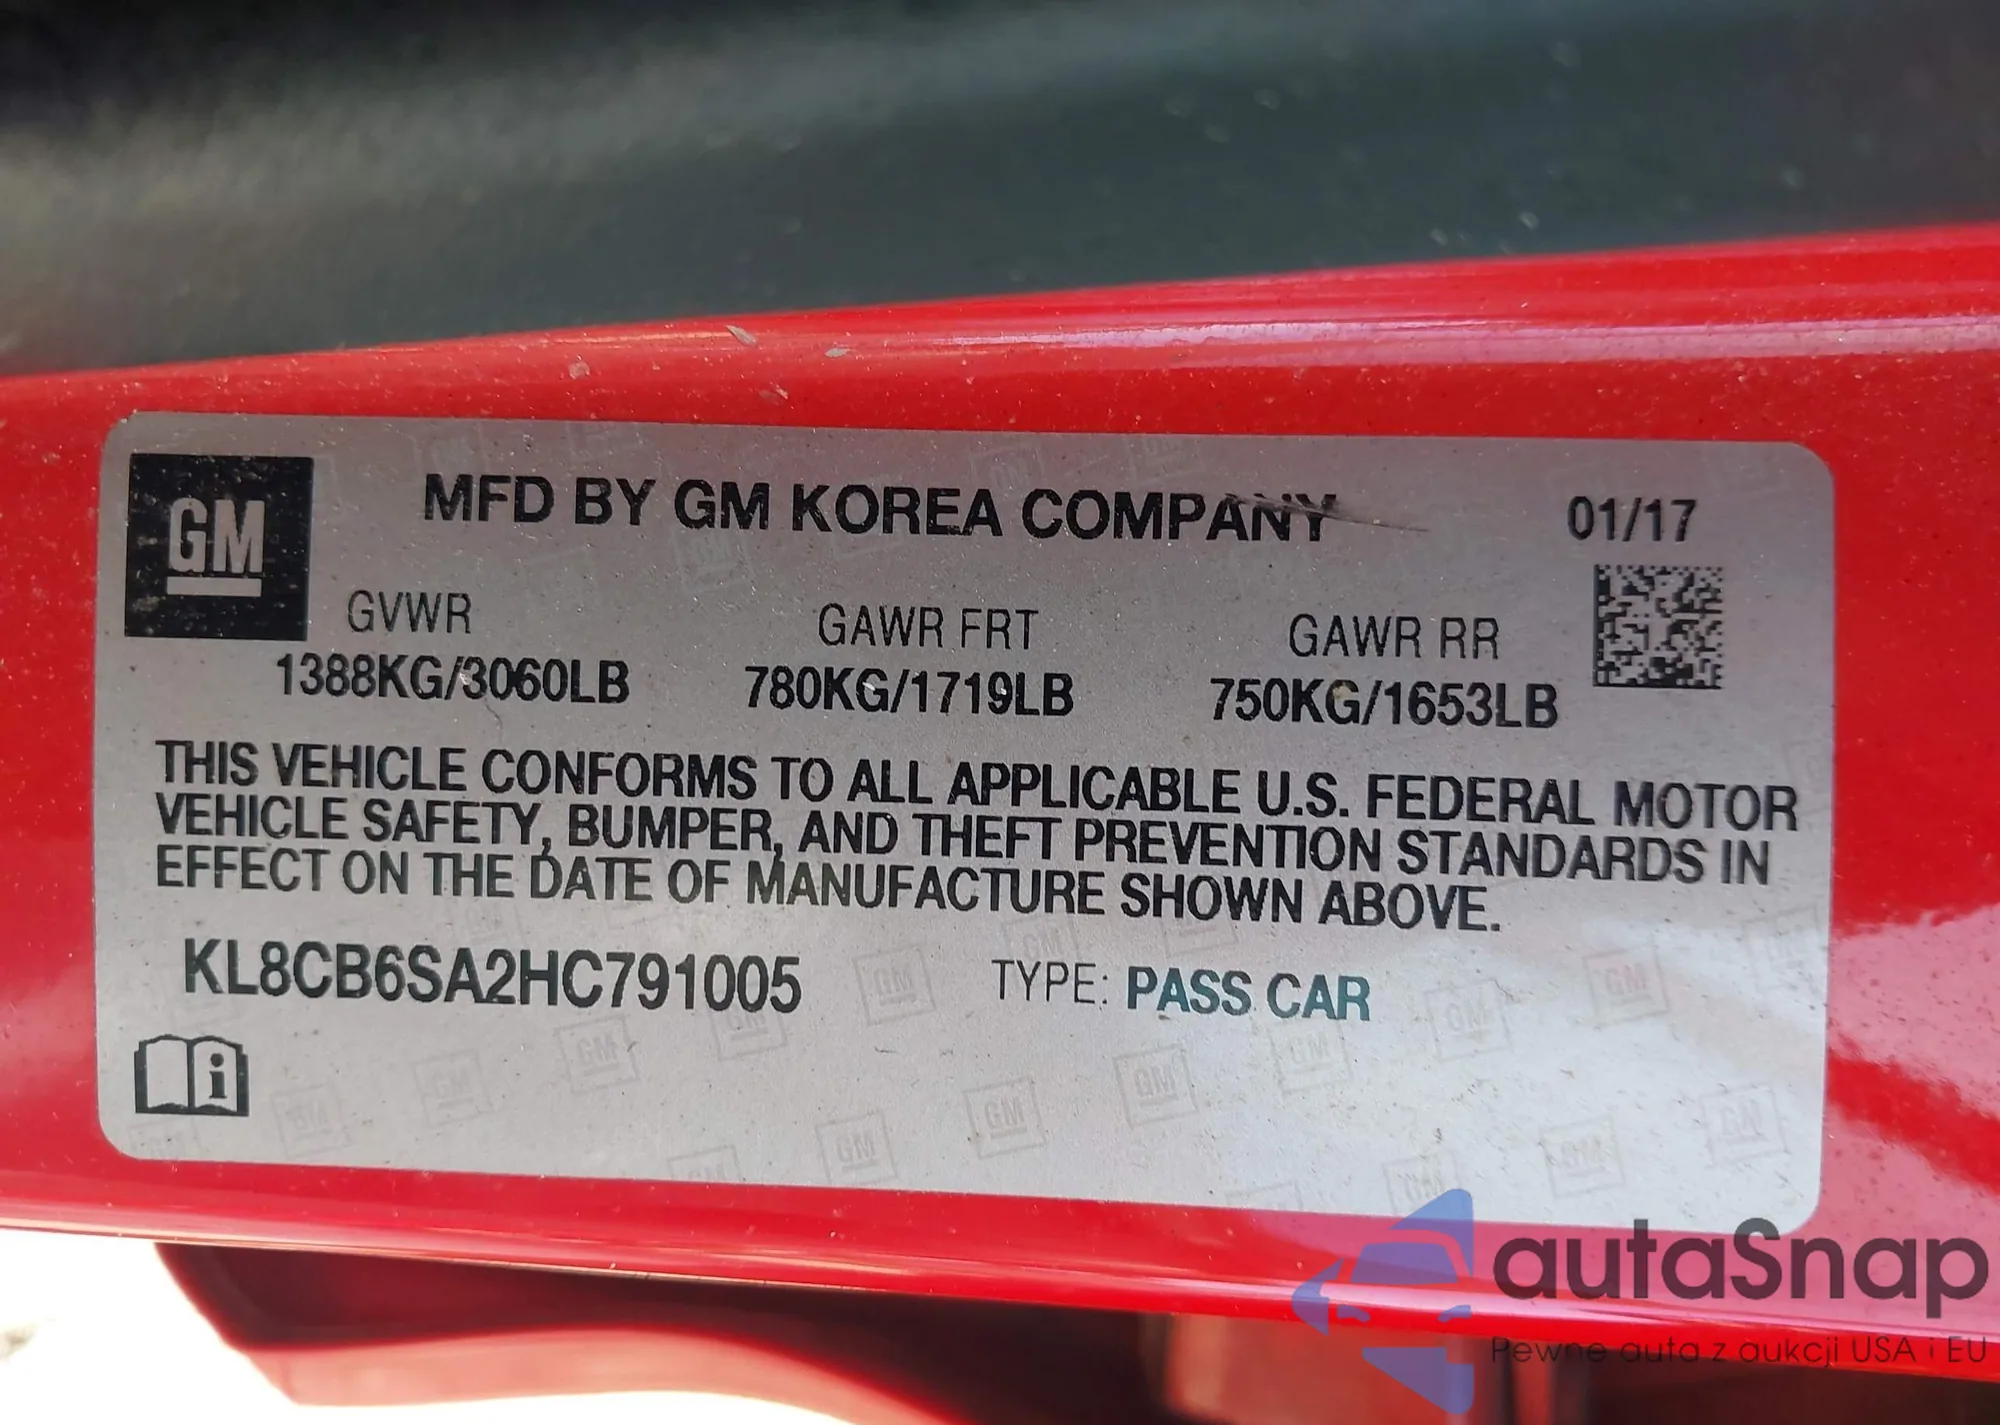 GM
MFD BY GM KOREA COMPANY
01/17
GVWR
GAWR FRT
GAWR RR
1388KG/3060LB
780KG/1719LB
750KG/1653LB
THIS VEHICLE CONFORMS TO ALL APPLICABLE U.S. FEDERAL MOTOR
VEHICLE SAFETY, BUMPER, AND THEFT PREVENTION STANDARDS IN
EFFECT ON THE DATE OF MANUFACTURE SHOWN ABOVE.
KL8CB6SA2HC791005
TYPE: PASS CAR
i
autaSnap
Pewne auta z aukcji USA i EU